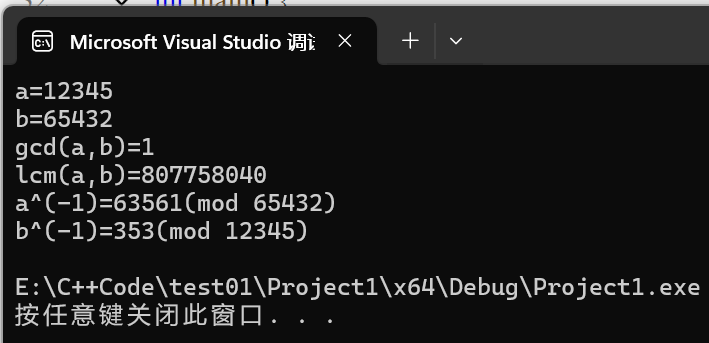 Microsoft Visual Studio 调试
a=12345
b=65432
gcd(a,b)=1
lcm(a,b)=807758040
a^(-1)=63561(mod 65432)
b^(-1)=353(mod 12345)
E:\C++Code\test01\Project1\x64\Debug\Project1.exe
按任意键关闭此窗口. . .